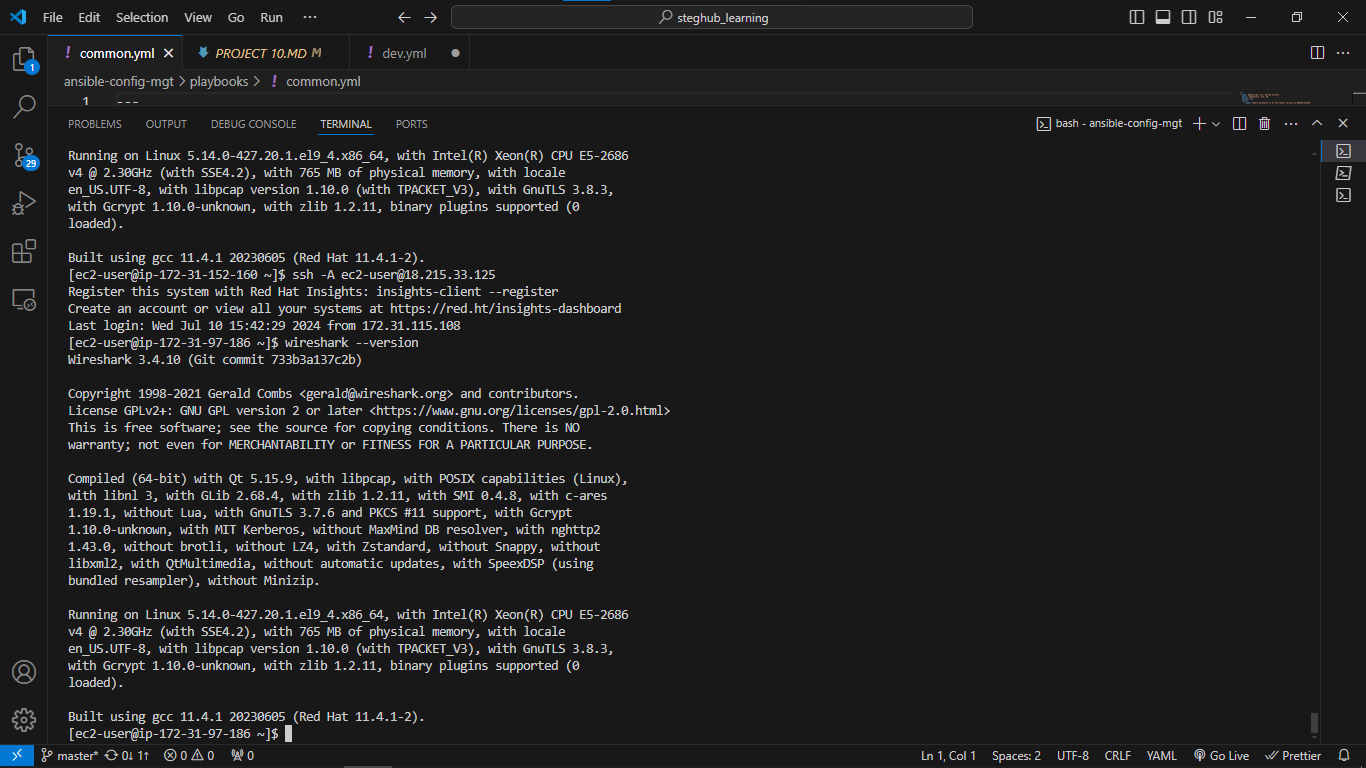 File Edit Selection View Go Run ··· steghub_learning
! common.yml PROJECT 10.MD M ! dev.yml
ansible-config-mgt > playbooks > ! common.yml
1
1 ---
PROBLEMS OUTPUT DEBUG CONSOLE TERMINAL PORTS bash - ansible-config-mgt
Running on Linux 5.14.0-427.20.1.el9_4.x86_64, with Intel(R) Xeon(R) CPU E5-2686
v4 @ 2.30GHz (with SSE4.2), with 765 MB of physical memory, with locale
en_US.UTF-8, with libpcap version 1.10.0 (with TPACKET_V3), with GnuTLS 3.8.3,
with Gcrypt 1.10.0-unknown, with zlib 1.2.11, binary plugins supported (0
loaded).
29
Built using gcc 11.4.1 20230605 (Red Hat 11.4.1-2).
[ec2-user@ip-172-31-152-160 ~]$ ssh -A ec2-user@18.215.33.125
Register this system with Red Hat Insights: insights-client --register
Create an account or view all your systems at https://red.ht/insights-dashboard
Last login: Wed Jul 10 15:42:29 2024 from 172.31.115.108
[ec2-user@ip-172-31-97-186 ~]$ wireshark --version
Wireshark 3.4.10 (Git commit 733b3a137c2b)
Copyright 1998-2021 Gerald Combs <gerald@wireshark.org> and contributors.
License GPLv2+: GNU GPL version 2 or later <https://www.gnu.org/licenses/gpl-2.0.html>
This is free software; see the source for copying conditions. There is NO
warranty; not even for MERCHANTABILITY or FITNESS FOR A PARTICULAR PURPOSE.
Compiled (64-bit) with Qt 5.15.9, with libpcap, with POSIX capabilities (Linux),
with libnl 3, with GLib 2.68.4, with zlib 1.2.11, with SMI 0.4.8, with c-ares
1.19.1, without Lua, with GnuTLS 3.7.6 and PKCS #11 support, with Gcrypt
1.10.0-unknown, with MIT Kerberos, without MaxMind DB resolver, with nghttp2
1.43.0, without brotli, without LZ4, with Zstandard, without Snappy, without
libxml2, with QtMultimedia, without automatic updates, with SpeexDSP (using
bundled resampler), without Minizip.
Running on Linux 5.14.0-427.20.1.el9_4.x86_64, with Intel(R) Xeon(R) CPU E5-2686
v4 @ 2.30GHz (with SSE4.2), with 765 MB of physical memory, with locale
en_US.UTF-8, with libpcap version 1.10.0 (with TPACKET_V3), with GnuTLS 3.8.3,
with Gcrypt 1.10.0-unknown, with zlib 1.2.11, binary plugins supported (0
loaded).
Built using gcc 11.4.1 20230605 (Red Hat 11.4.1-2).
[ec2-user@ip-172-31-97-186 ~]$
master* 0↓ 1↑ 0 0 0 Ln 1, Col 1 Spaces: 2 UTF-8 CRLF YAML Go Live Prettier